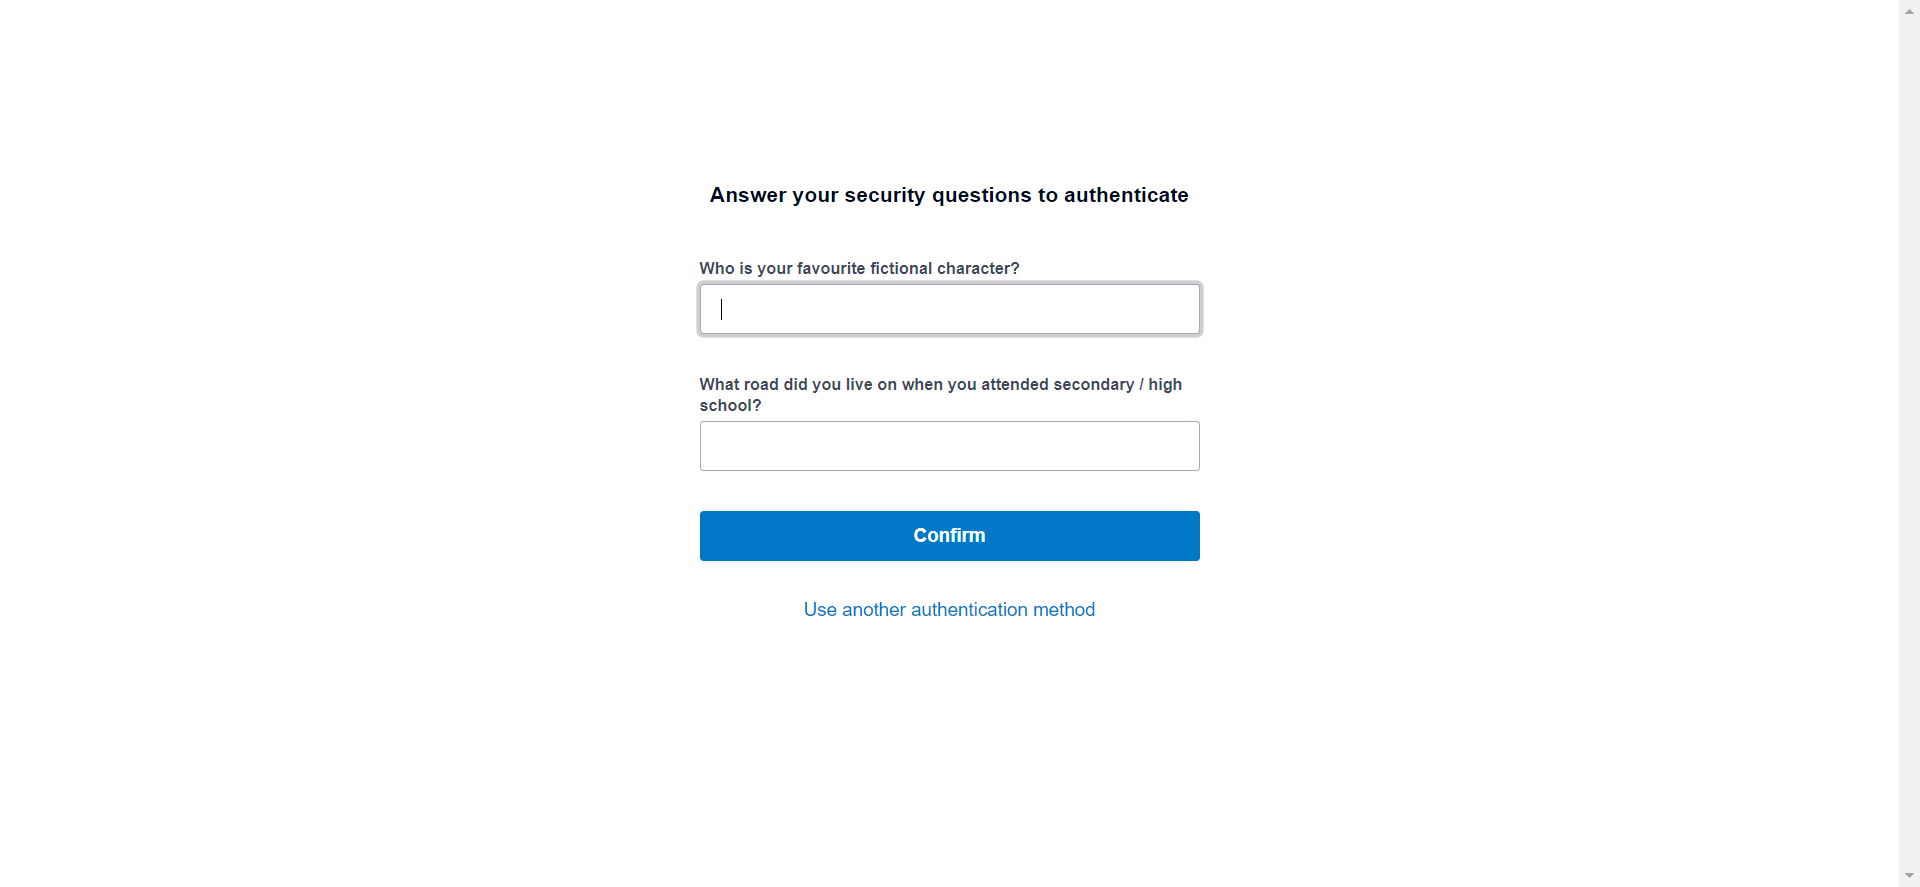 Answer your security questions to authenticate
Who is your favourite fictional character?
What road did you live on when you attended secondary / high
school?
Confirm
Use another authentication method